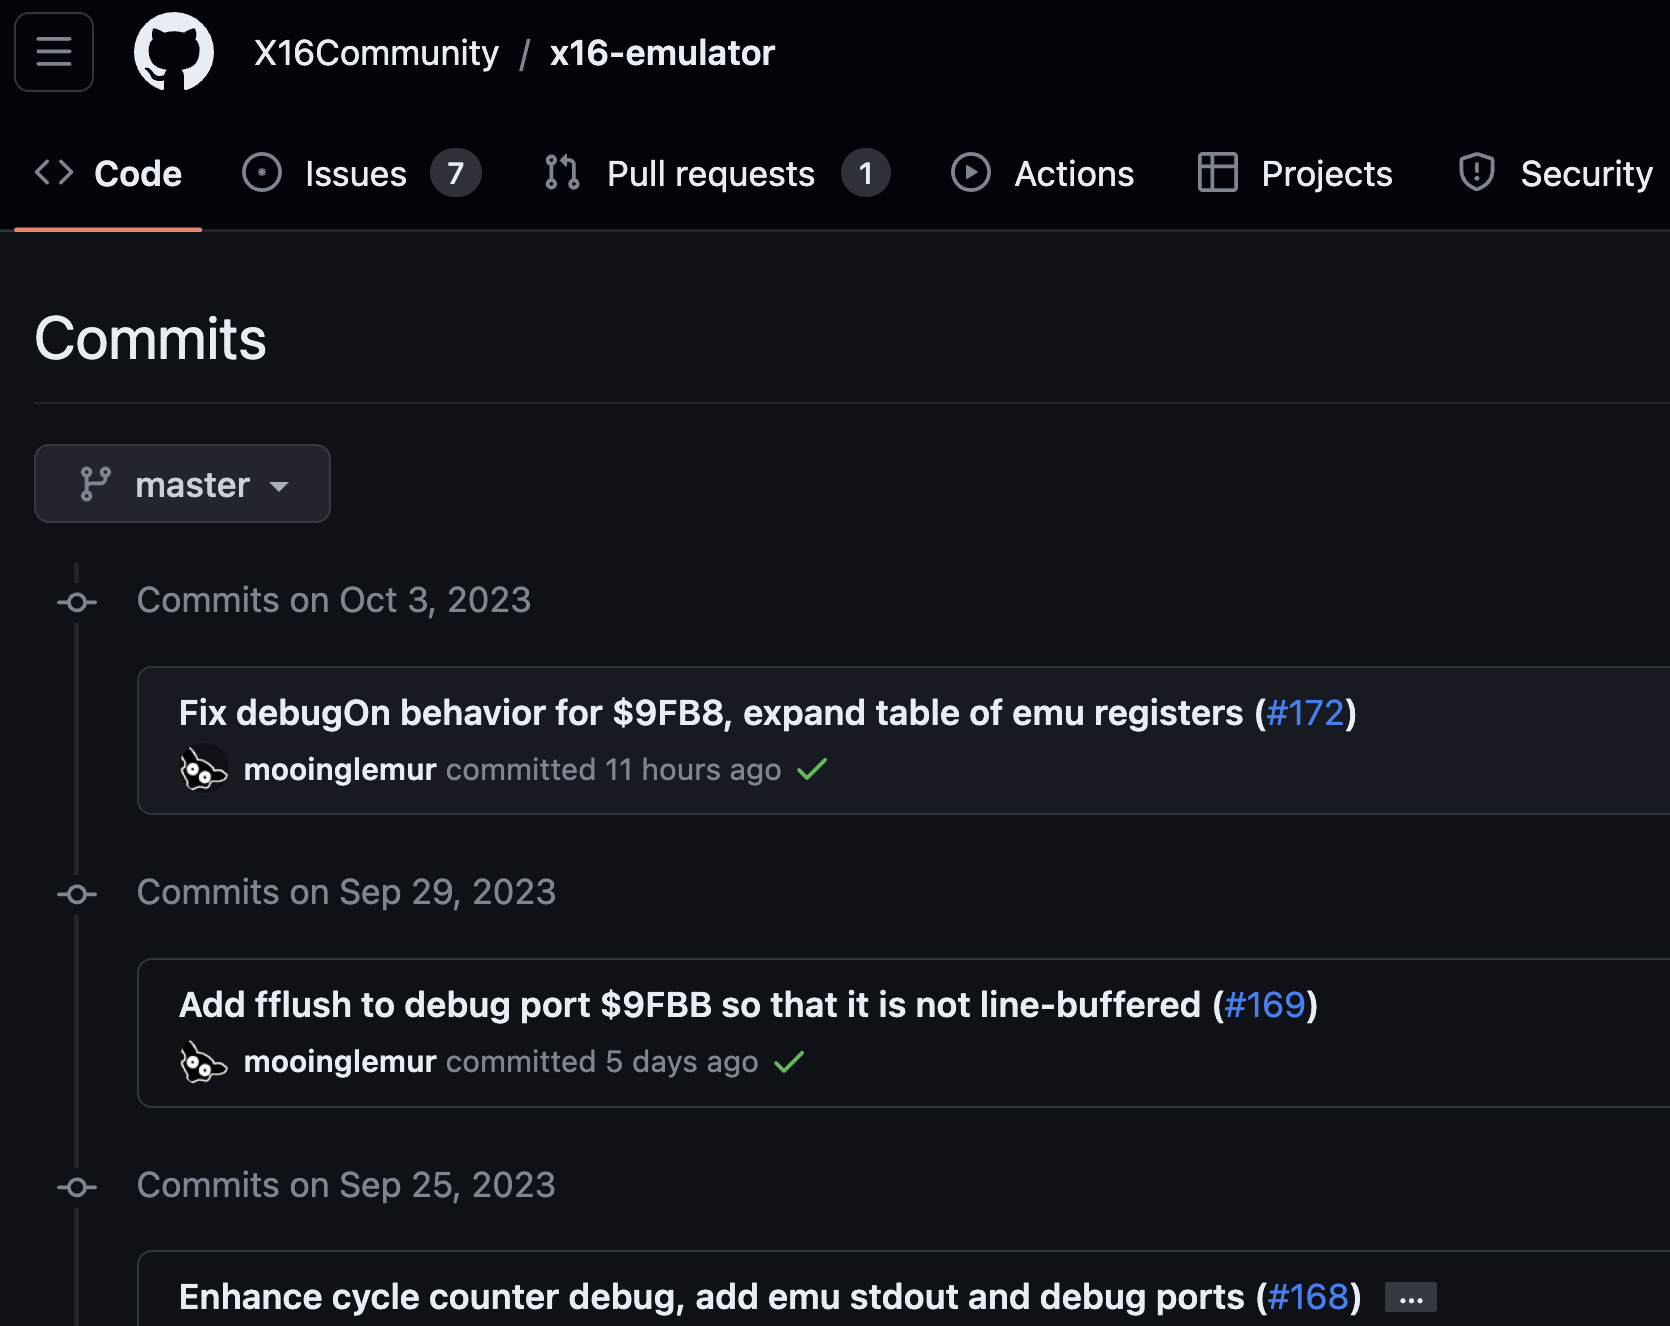 X16Community / x16-emulator
Code Issues 7 Pull requests 1 Actions Projects Security
Commits
master
Commits on Oct 3, 2023
Fix debugOn behavior for $9FB8, expand table of emu registers (#172)
mooinglemur committed 11 hours ago
Commits on Sep 29, 2023
Add fflush to debug port $9FBB so that it is not line-buffered (#169)
mooinglemur committed 5 days ago
Commits on Sep 25, 2023
Enhance cycle counter debug, add emu stdout and debug ports (#168) ...